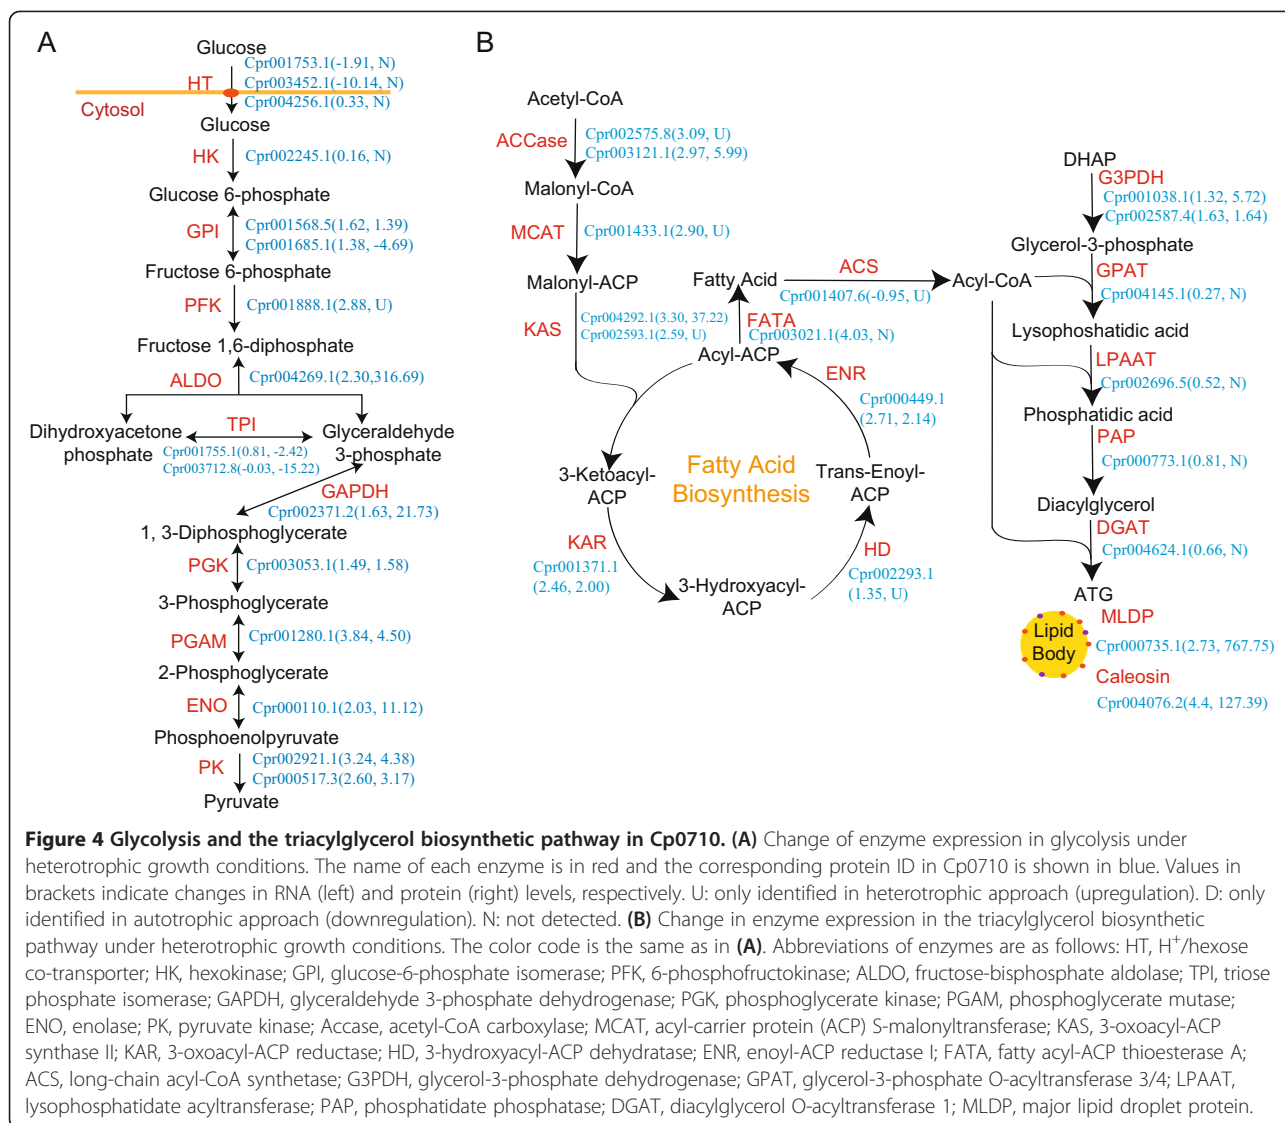 A
Glucose
Cpr001753.1(-1.91, N)
HT
Cpr003452.1(-10.14, N)
Cytosol
Cpr004256.1(0.33, N)
Glucose
HK
Cpr002245.1(0.16, N)
Glucose 6-phosphate
GPI
Cpr001568.5(1.62, 1.39)
Cpr001685.1(1.38, -4.69)
Fructose 6-phosphate
PFK
Cpr001888.1(2.88, U)
Fructose 1,6-diphosphate
ALDO
Cpr004269.1(2.30,316.69)
Dihydroxyacetone
phosphate
TPI
Cpr001755.1(0.81, -2.42)
Cpr003712.8(-0.03, -15.22)
Glyceraldehyde
3-phosphate
GAPDH
Cpr002371.2(1.63, 21.73)
1, 3-Diphosphoglycerate
PGK
Cpr003053.1(1.49, 1.58)
3-Phosphoglycerate
PGAM
Cpr001280.1(3.84, 4.50)
2-Phosphoglycerate
ENO
Cpr000110.1(2.03, 11.12)
Phosphoenolpyruvate
PK
Cpr002921.1(3.24, 4.38)
Cpr000517.3(2.60, 3.17)
Pyruvate
B
Acetyl-CoA
ACCase
Cpr002575.8(3.09, U)
Cpr003121.1(2.97, 5.99)
Malonyl-CoA
MCAT
Cpr001433.1(2.90, U)
Malonyl-ACP
KAS
Cpr004292.1(3.30, 37.22)
Cpr002593.1(2.59, U)
Fatty Acid
ACS
Cpr001407.6(-0.95, U)
Acyl-CoA
FATA
Cpr003021.1(4.03, N)
Acyl-ACP
ENR
Cpr000449.1
(2.71, 2.14)
3-Ketoacyl-
ACP
Fatty Acid
Biosynthesis
Trans-Enoyl-
ACP
KAR
Cpr001371.1
(2.46, 2.00)
3-Hydroxyacyl-
ACP
HD
Cpr002293.1
(1.35, U)
DHAP
G3PDH
Cpr001038.1(1.32, 5.72)
Cpr002587.4(1.63, 1.64)
Glycerol-3-phosphate
GPAT
Cpr004145.1(0.27, N)
Lysophoshatidic acid
LPAAT
Cpr002696.5(0.52, N)
Phosphatidic acid
PAP
Cpr000773.1(0.81, N)
Diacylglycerol
DGAT
Cpr004624.1(0.66, N)
ATG
MLDP
Lipid
Body
Cpr000735.1(2.73, 767.75)
Caleosin
Cpr004076.2(4.4, 127.39)
Figure 4 Glycolysis and the triacylglycerol biosynthetic pathway in Cp0710. (A) Change of enzyme expression in glycolysis under
heterotrophic growth conditions. The name of each enzyme is in red and the corresponding protein ID in Cp0710 is shown in blue. Values in
brackets indicate changes in RNA (left) and protein (right) levels, respectively. U: only identified in heterotrophic approach (upregulation). D: only
identified in autotrophic approach (downregulation). N: not detected. (B) Change in enzyme expression in the triacylglycerol biosynthetic
pathway under heterotrophic growth conditions. The color code is the same as in (A). Abbreviations of enzymes are as follows: HT, H+/hexose
co-transporter; HK, hexokinase; GPI, glucose-6-phosphate isomerase; PFK, 6-phosphofructokinase; ALDO, fructose-bisphosphate aldolase; TPI, triose
phosphate isomerase; GAPDH, glyceraldehyde 3-phosphate dehydrogenase; PGK, phosphoglycerate kinase; PGAM, phosphoglycerate mutase;
ENO, enolase; PK, pyruvate kinase; Accase, acetyl-CoA carboxylase; MCAT, acyl-carrier protein (ACP) S-malonyltransferase; KAS, 3-oxoacyl-ACP
synthase II; KAR, 3-oxoacyl-ACP reductase; HD, 3-hydroxyacyl-ACP dehydratase; ENR, enoyl-ACP reductase I; FATA, fatty acyl-ACP thioesterase A;
ACS, long-chain acyl-CoA synthetase; G3PDH, glycerol-3-phosphate dehydrogenase; GPAT, glycerol-3-phosphate O-acyltransferase 3/4; LPAAT,
lysophosphatidate acyltransferase; PAP, phosphatidate phosphatase; DGAT, diacylglycerol O-acyltransferase 1; MLDP, major lipid droplet protein.